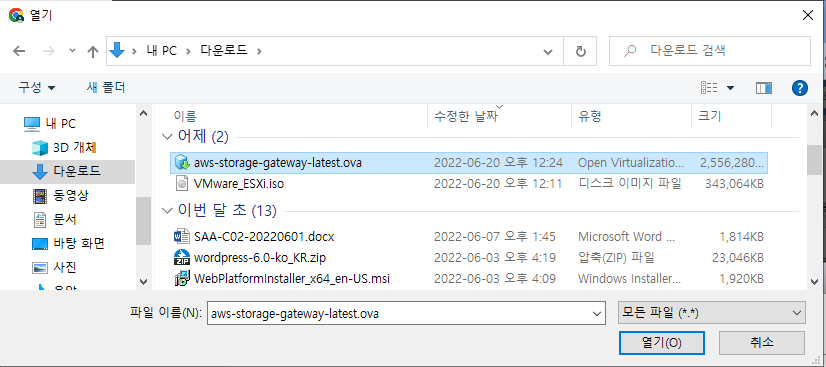 열기
내 PC > 다운로드 >
다운로드 검색
구성 새 폴더
이름 수정한 날짜 유형 크기
내 PC
3D 개체
다운로드
동영상
문서
바탕 화면
사진
어제 (2)
aws-storage-gateway-latest.ova 2022-06-20 오후 12:24 Open Virtualizatio... 2,556,280...
VMware_ESXi.iso 2022-06-20 오후 12:11 디스크 이미지 파일 343,064KB
이번 달 초 (13)
SAA-C02-20220601.docx 2022-06-07 오후 1:45 Microsoft Word ... 1,814KB
wordpress-6.0-ko_KR.zip 2022-06-03 오후 4:19 압축(ZIP) 파일 23,046KB
WebPlatformInstaller_x64_en-US.msi 2022-06-03 오후 4:09 Windows Installer... 1,920KB
파일 이름(N): aws-storage-gateway-latest.ova 모든 파일 (*.*)
열기(O) 취소